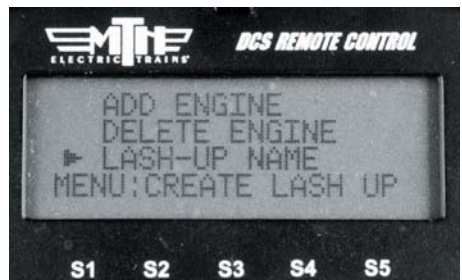 MTH
ELECTRIC TRAINS
DCS REMOTE CONTROL
ADD ENGINE
DELETE ENGINE
LASH-UP NAME
MENU:CREATE LASH UP
S1 S2 S3 S4 S5